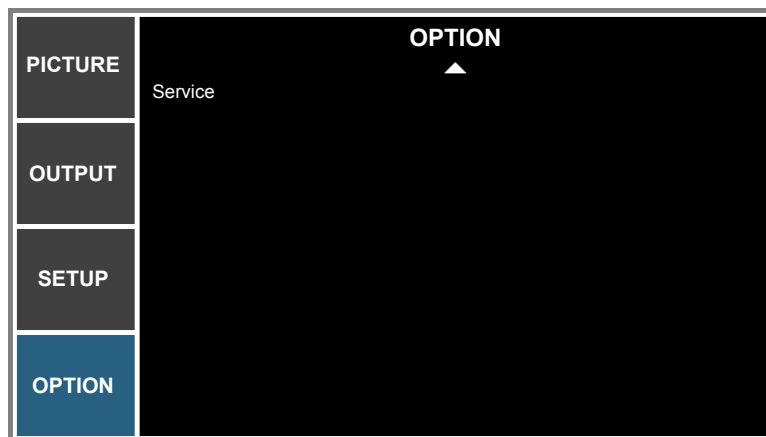 PICTURE
OUTPUT
SETUP
OPTION
OPTION
Service